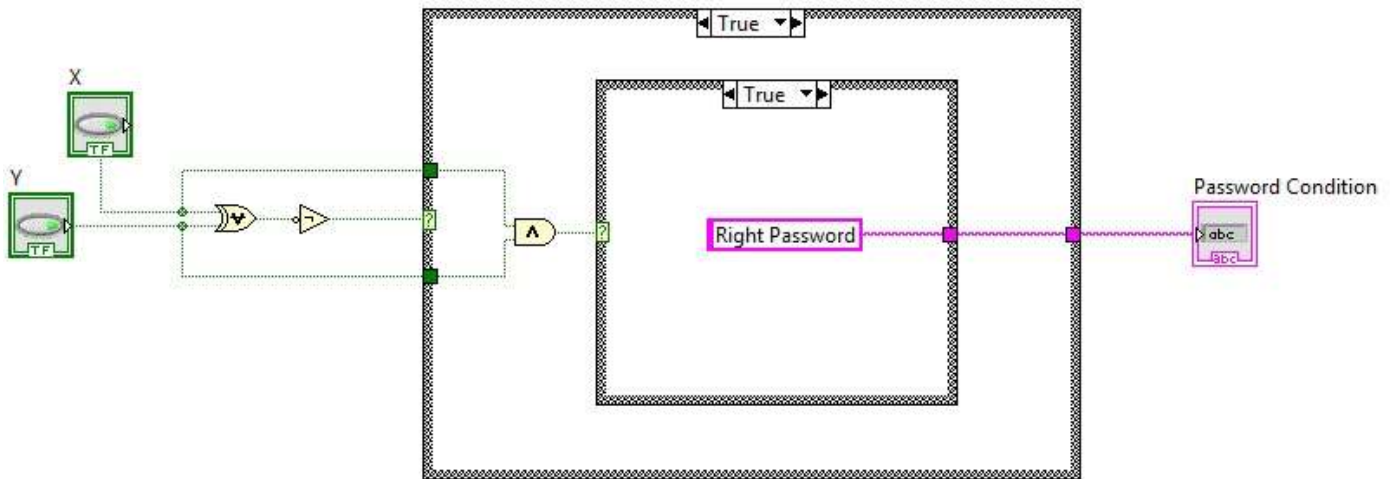 True
True
X
TF
Y
TF
?
?
Right Password
Password Condition
abc
abc